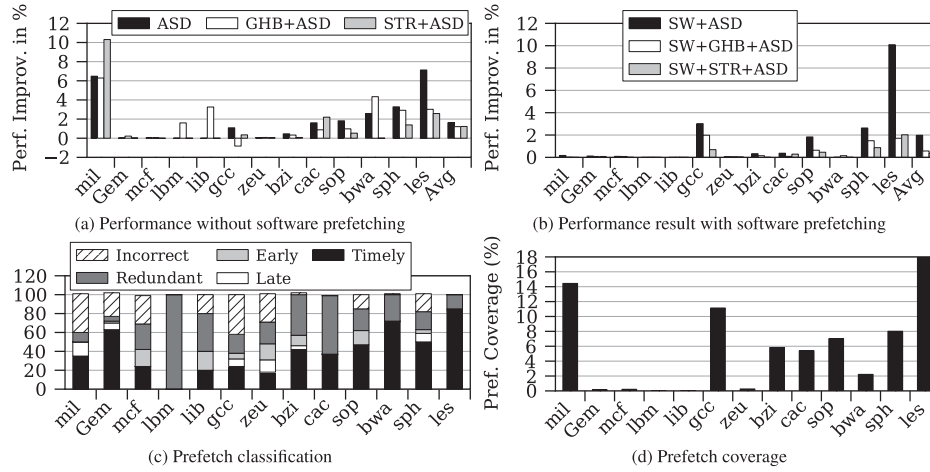 Perf. Improv. in %
12
10
8
6
4
2
0
−2
ASD GHB+ASD STR+ASD
mil Gem mcf lbm lib gcc zeu bzi cac sop bwa sph les Avg
(a) Performance without software prefetching
Perf. Improv. in %
12
10
8
6
4
2
0
SW+ASD
SW+GHB+ASD
SW+STR+ASD
mil Gem mcf lbm lib gcc zeu bzi cac sop bwa sph les Avg
(b) Performance result with software prefetching
Incorrect Early Timely
Redundant Late
120
100
80
60
40
20
0
mil Gem mcf lbm lib gcc zeu bzi cac sop bwa sph les
(c) Prefetch classification
Pref. Coverage (%)
18
16
14
12
10
8
6
4
2
0
mil Gem mcf lbm lib gcc zeu bzi cac sop bwa sph les
(d) Prefetch coverage